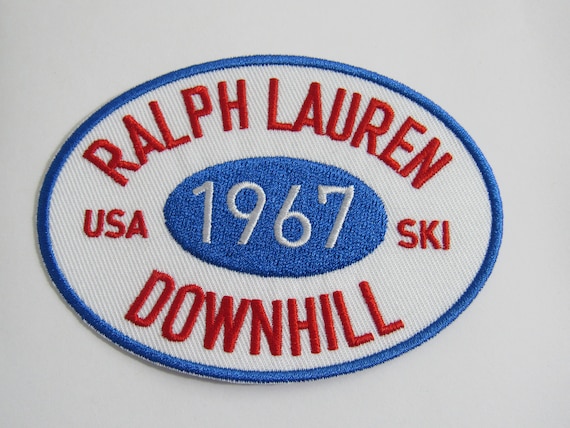 RALPH LAUREN
USA 1967 SKI
DOWNHILL